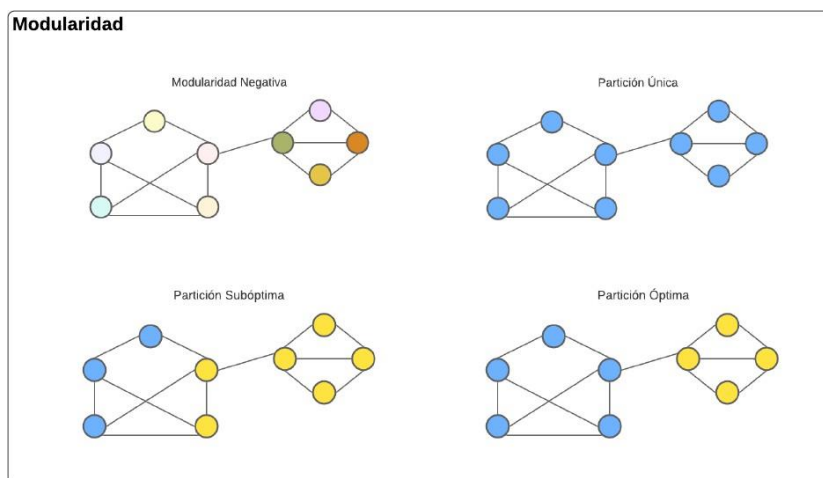 Modularidad
Modularidad Negativa
Partición Única
Partición Subóptima
Partición Óptima